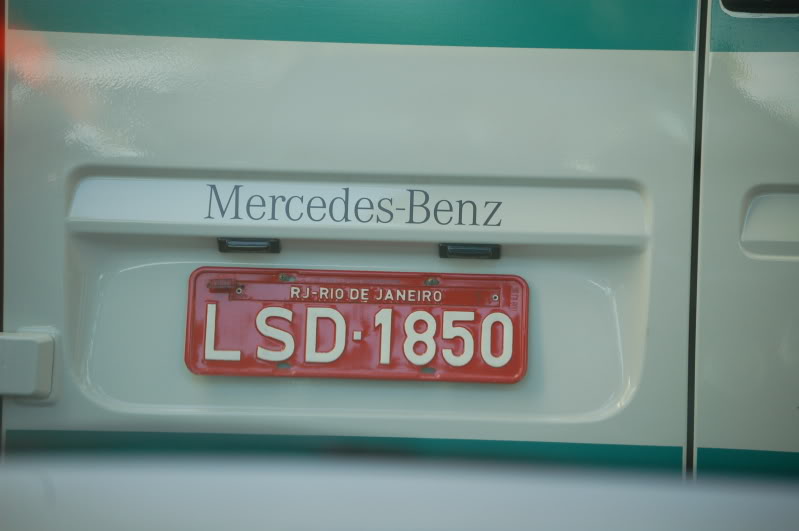 Mercedes-Benz
RJ-RIO DE JANEIRO
LSD·1850